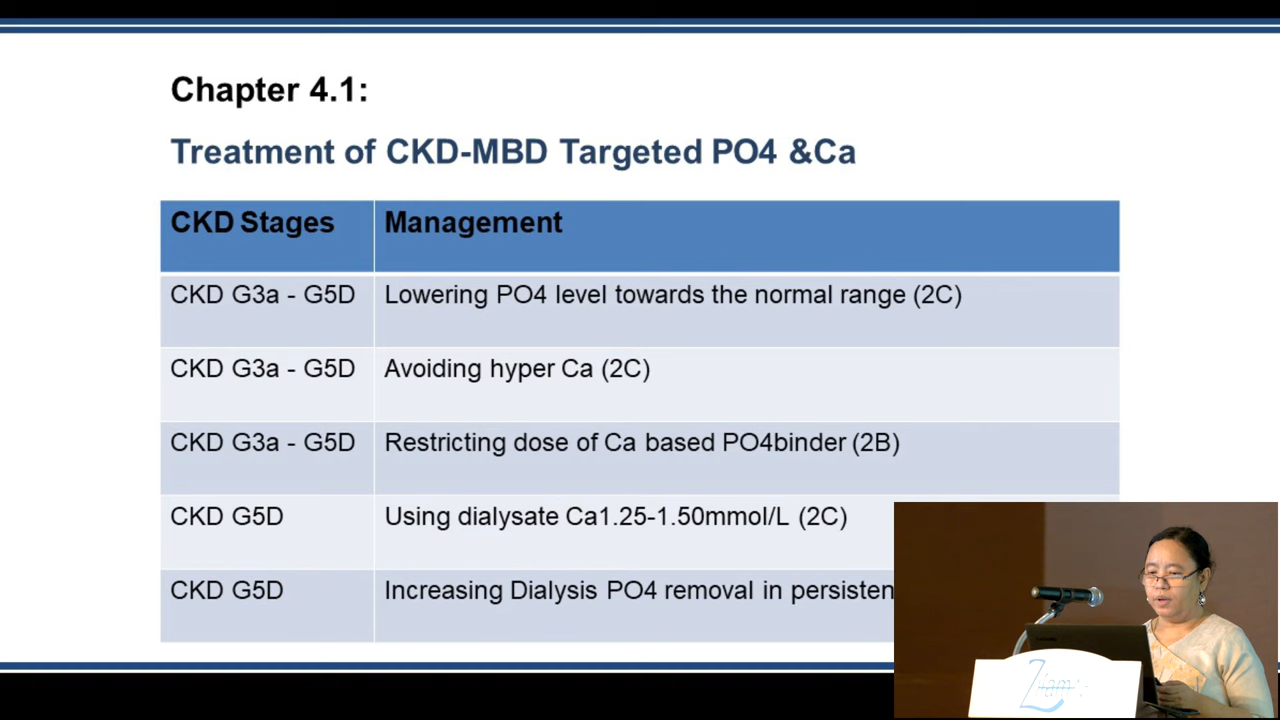 Chapter 4.1:
Treatment of CKD-MBD Targeted PO4 &Ca
CKD Stages Management
CKD G3a - G5D Lowering PO4 level towards the normal range (2C)
CKD G3a - G5D Avoiding hyper Ca (2C)
CKD G3a - G5D Restricting dose of Ca based PO4binder (2B)
CKD G5D Using dialysate Ca1.25-1.50mmol/L (2C)
CKD G5D Increasing Dialysis PO4 removal in persisten